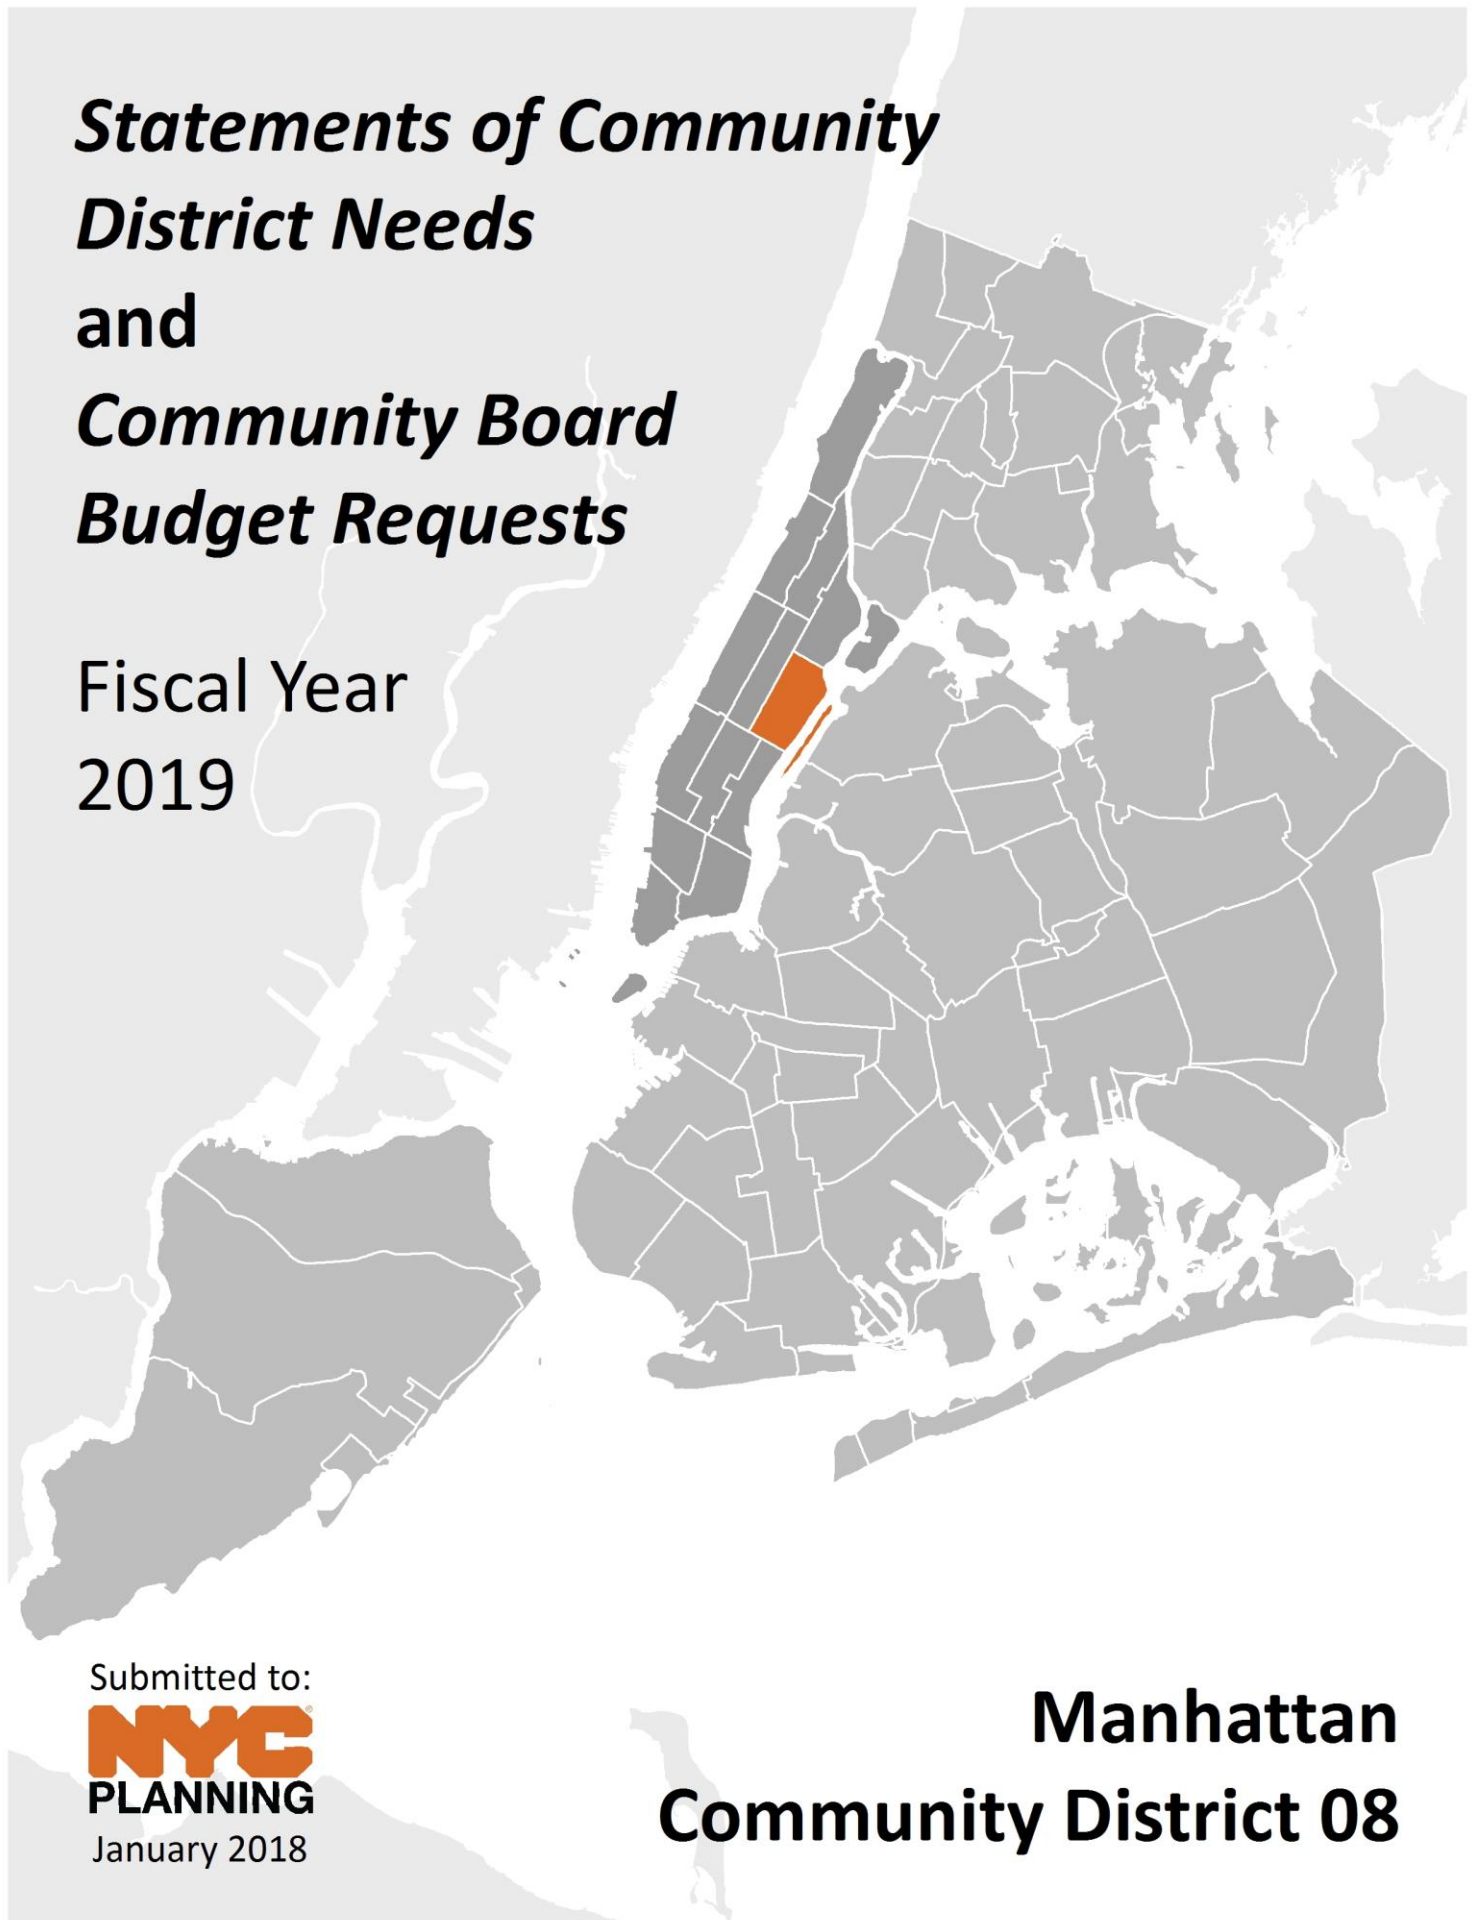 Statements of Community
District Needs
and
Community Board
Budget Requests
Fiscal Year
2019
Submitted to:
NYC
PLANNING
January 2018
Manhattan
Community District 08